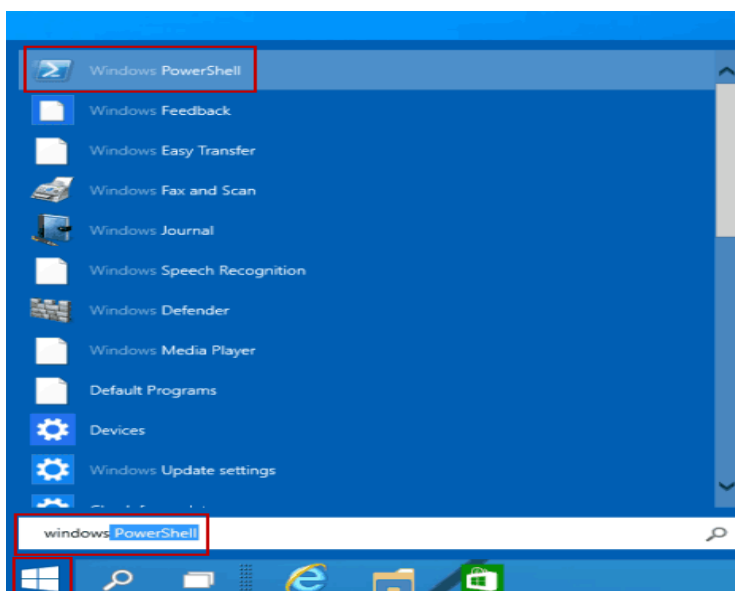 Windows PowerShell
Windows Feedback
Windows Easy Transfer
Windows Fax and Scan
Windows Journal
Windows Speech Recognition
Windows Defender
Windows Media Player
Default Programs
Devices
Windows Update settings
windows PowerShell